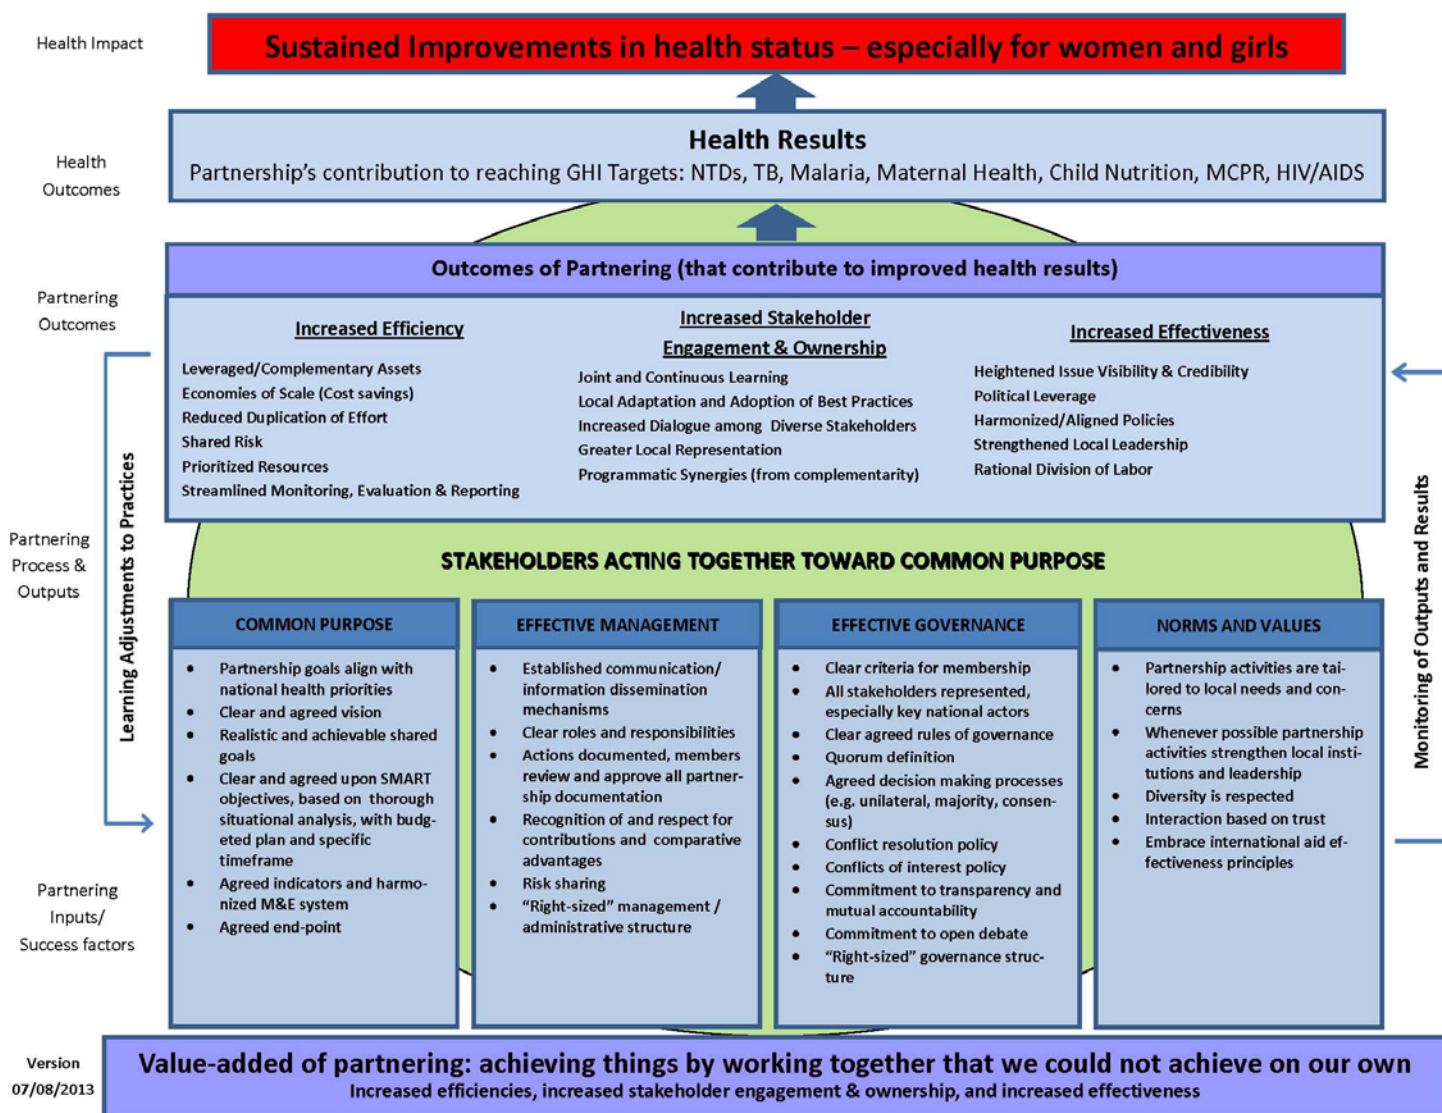 Health Impact
Sustained Improvements in health status – especially for women and girls
Health
Outcomes
Health Results
Partnership's contribution to reaching GHI Targets: NTDs, TB, Malaria, Maternal Health, Child Nutrition, MCPR, HIV/AIDS
Partnering
Outcomes
Outcomes of Partnering (that contribute to improved health results)
Increased Efficiency
Leveraged/Complementary Assets
Economies of Scale (Cost savings)
Reduced Duplication of Effort
Shared Risk
Prioritized Resources
Streamlined Monitoring, Evaluation & Reporting
Increased Stakeholder
Engagement & Ownership
Joint and Continuous Learning
Local Adaptation and Adoption of Best Practices
Increased Dialogue among Diverse Stakeholders
Greater Local Representation
Programmatic Synergies (from complementarity)
Increased Effectiveness
Heightened Issue Visibility & Credibility
Political Leverage
Harmonized/Aligned Policies
Strengthened Local Leadership
Rational Division of Labor
Learning Adjustments to Practices
Monitoring of Outputs and Results
Partnering
Process &
Outputs
STAKEHOLDERS ACTING TOGETHER TOWARD COMMON PURPOSE
Partnering
Inputs/
Success factors
COMMON PURPOSE
• Partnership goals align with
national health priorities
• Clear and agreed vision
• Realistic and achievable shared
goals
• Clear and agreed upon SMART
objectives, based on thorough
situational analysis, with budg-
eted plan and specific
timeframe
• Agreed indicators and harmo-
nized M&E system
• Agreed end-point
EFFECTIVE MANAGEMENT
• Established communication/
information dissemination
mechanisms
• Clear roles and responsibilities
• Actions documented, members
review and approve all partner-
ship documentation
• Recognition of and respect for
contributions and comparative
advantages
• Risk sharing
• "Right-sized" management /
administrative structure
EFFECTIVE GOVERNANCE
• Clear criteria for membership
• All stakeholders represented,
especially key national actors
• Clear agreed rules of governance
• Quorum definition
• Agreed decision making processes
(e.g. unilateral, majority, consen-
sus)
• Conflict resolution policy
• Conflicts of interest policy
• Commitment to transparency and
mutual accountability
• Commitment to open debate
• "Right-sized" governance struc-
ture
NORMS AND VALUES
• Partnership activities are tai-
lored to local needs and con-
cerns
• Whenever possible partnership
activities strengthen local insti-
tutions and leadership
• Diversity is respected
• Interaction based on trust
• Embrace international aid ef-
fectiveness principles
Version
07/08/2013
Value-added of partnering: achieving things by working together that we could not achieve on our own
Increased efficiencies, increased stakeholder engagement & ownership, and increased effectiveness